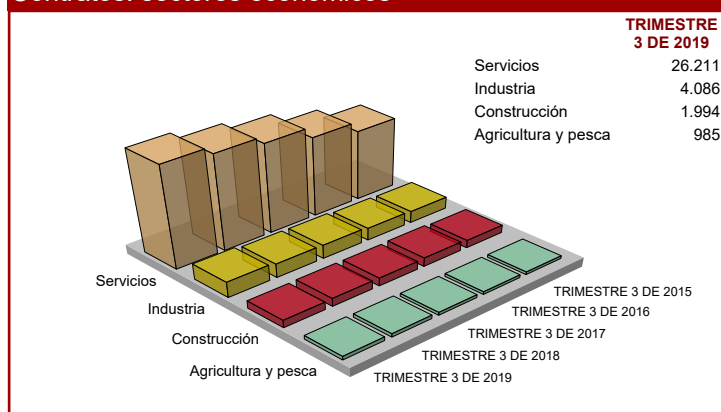 TRIMESTRE
3 DE 2019
Servicios 26.211
Industria 4.086
Construcción 1.994
Agricultura y pesca 985
Servicios
Industria
Construcción
Agricultura y pesca
TRIMESTRE 3 DE 2015
TRIMESTRE 3 DE 2016
TRIMESTRE 3 DE 2017
TRIMESTRE 3 DE 2018
TRIMESTRE 3 DE 2019